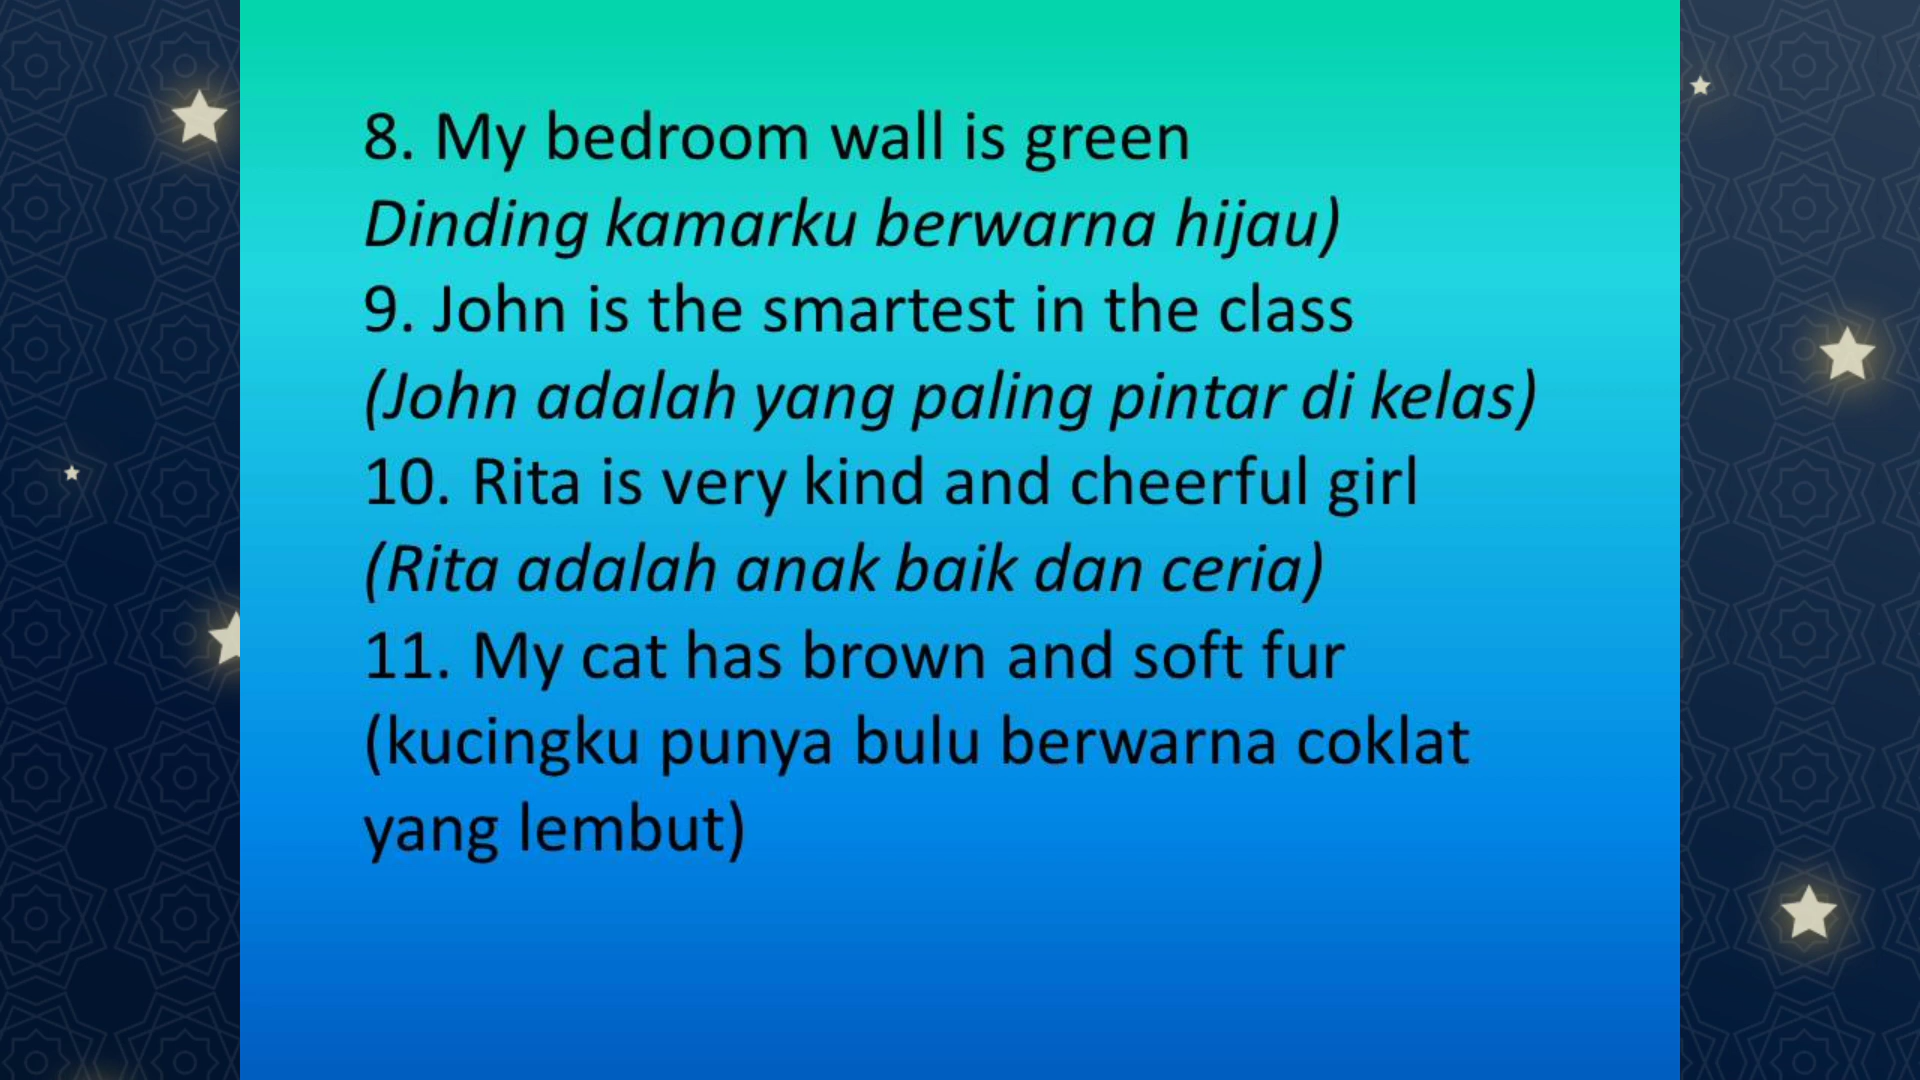 8. My bedroom wall is green
Dinding kamarku berwarna hijau)
9. John is the smartest in the class
(John adalah yang paling pintar di kelas)
10. Rita is very kind and cheerful girl
(Rita adalah anak baik dan ceria)
11. My cat has brown and soft fur
(kucingku punya bulu berwarna coklat
yang lembut)